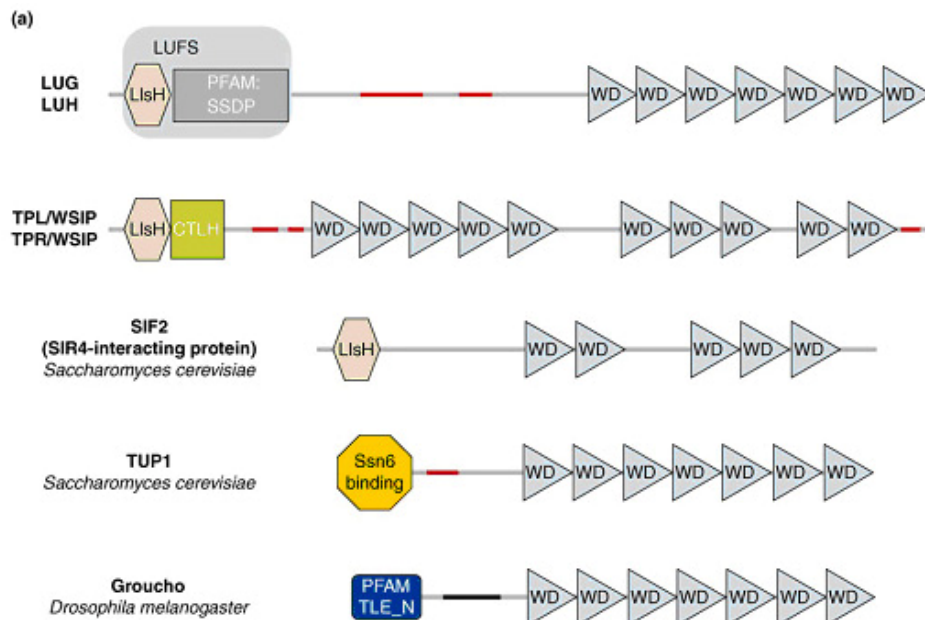 (a)
LUFS
LUG
LUH
LIsH
PFAM:
SSDP
WD WD WD WD WD WD WD
TPL/WSIP
TPR/WSIP
LIsH
CTLH
WD WD WD WD WD WD WD WD WD WD
SIF2
(SIR4-interacting protein)
Saccharomyces cerevisiae
LIsH
WD WD WD WD WD
TUP1
Saccharomyces cerevisiae
Ssn6
binding
WD WD WD WD WD WD WD
Groucho
Drosophila melanogaster
PFAM
TLE_N
WD WD WD WD WD WD WD